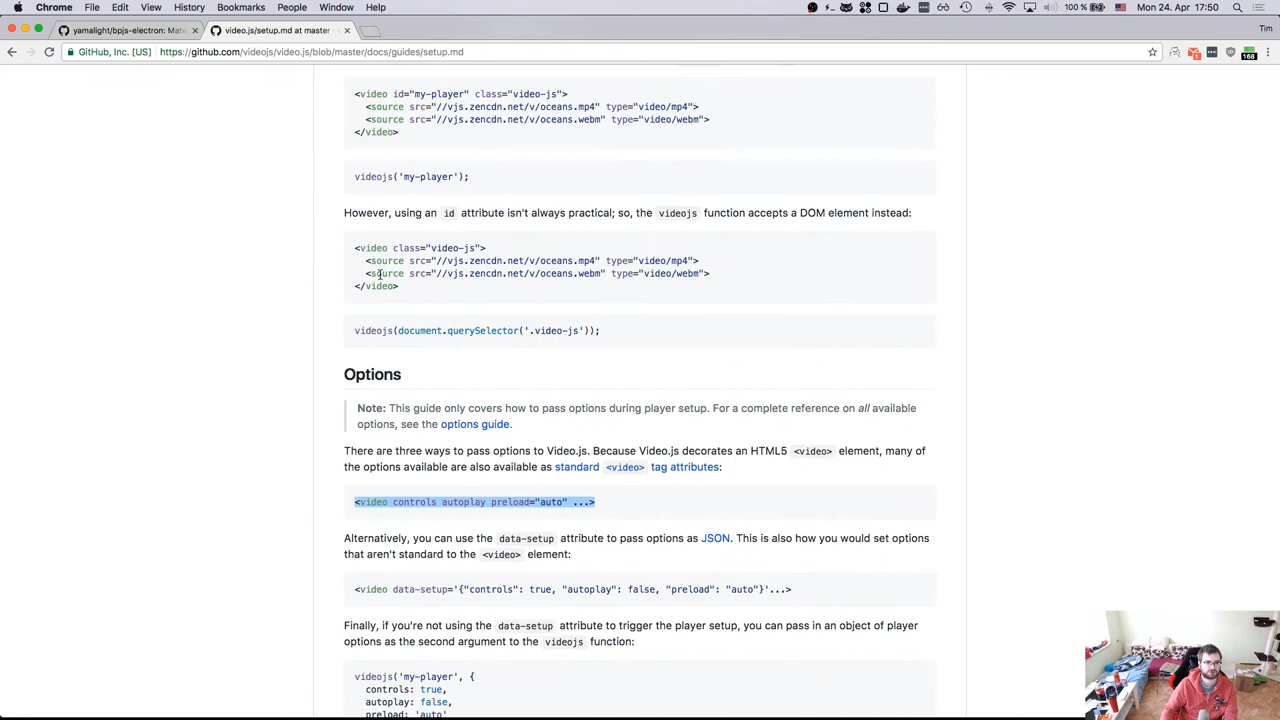 Chrome File Edit View History Bookmarks People Window Help 100 % Mon 24. Apr 17:50
yamalight/bpjs-electron: Mate
video.js/setup.md at master ·
Tim
GitHub, Inc. [US] https://github.com/videojs/video.js/blob/master/docs/guides/setup.md
168
<video id="my-player" class="video-js">
<source src="//vjs.zencdn.net/v/oceans.mp4" type="video/mp4">
<source src="//vjs.zencdn.net/v/oceans.webm" type="video/webm">
</video>
videojs('my-player');
However, using an id attribute isn't always practical; so, the videojs function accepts a DOM element instead:
<video class="video-js">
<source src="//vjs.zencdn.net/v/oceans.mp4" type="video/mp4">
<source src="//vjs.zencdn.net/v/oceans.webm" type="video/webm">
</video>
videojs(document.querySelector('.video-js'));
Options
Note: This guide only covers how to pass options during player setup. For a complete reference on all available
options, see the options guide.
There are three ways to pass options to Video.js. Because Video.js decorates an HTML5 <video> element, many of
the options available are also available as standard <video> tag attributes:
<video controls autoplay preload="auto" ...>
Alternatively, you can use the data-setup attribute to pass options as JSON. This is also how you would set options
that aren't standard to the <video> element:
<video data-setup='{"controls": true, "autoplay": false, "preload": "auto"}'...>
Finally, if you're not using the data-setup attribute to trigger the player setup, you can pass in an object of player
options as the second argument to the videojs function:
videojs('my-player', {
controls: true,
autoplay: false,
preload: 'auto'